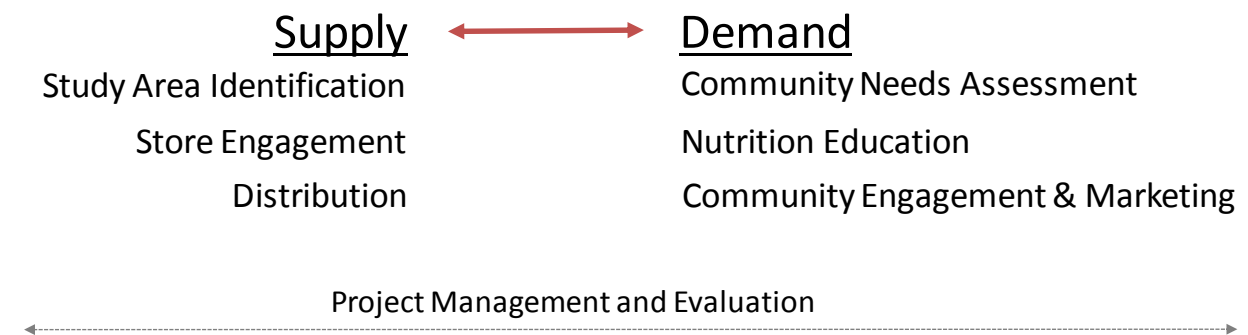 Supply
Demand
Study Area Identification
Community Needs Assessment
Store Engagement
Nutrition Education
Distribution
Community Engagement & Marketing
Project Management and Evaluation